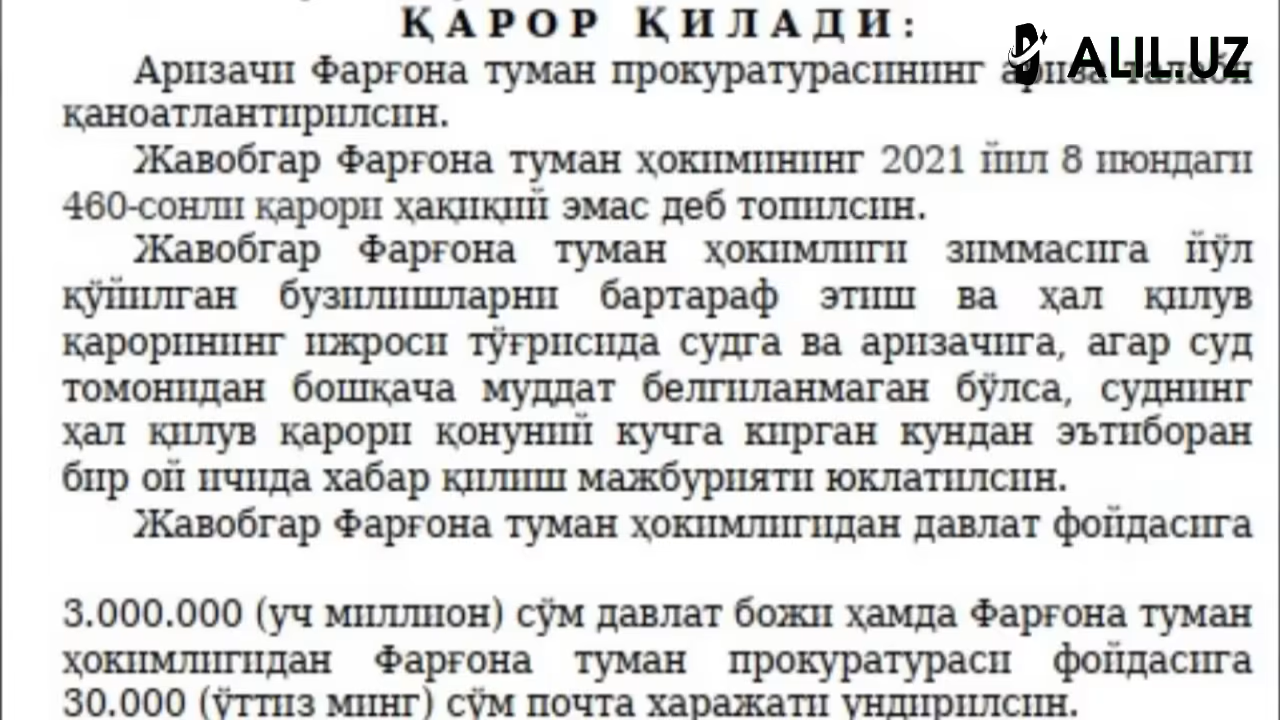 ҚАРОР ҚИЛАДИ:
ALIL.UZ
Аризачи Фарғона туман прокуратурасининг ариза талаби
қаноатлантирилсин.
Жавобгар Фарғона туман ҳокимининг 2021 йил 8 июндаги
460-сонли қарори ҳақиқий эмас деб топилсин.
Жавобгар Фарғона туман ҳокимлиги зиммасига йўл
қўйилган бузилишларни бартараф этиш ва ҳал қилув
қарорининг ижроси тўғрисида судга ва аризачига, агар суд
томонидан бошқача муддат белгиланмаган бўлса, суднинг
ҳал қилув қарори қонуний кучга кирган кундан эътиборан
бир ой ичида хабар қилиш мажбурияти юклатилсин.
Жавобгар Фарғона туман ҳокимлигидан давлат фойдасига
3.000.000 (уч миллион) сўм давлат божи ҳамда Фарғона туман
ҳокимлигидан Фарғона туман прокуратураси фойдасига
30.000 (ўттиз минг) сўм почта харажати ундирилсин.